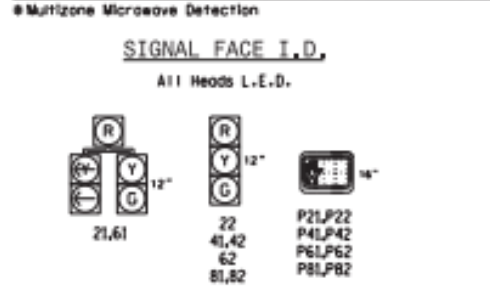 * Multizone Microwave Detection
SIGNAL FACE I.D.
All Heads L.E.D.
R
Y Y
G
12"
21,61
R
Y
G
12"
22
41,42
62
81,82
16"
P21,P22
P41,P42
P61,P62
P81,P82